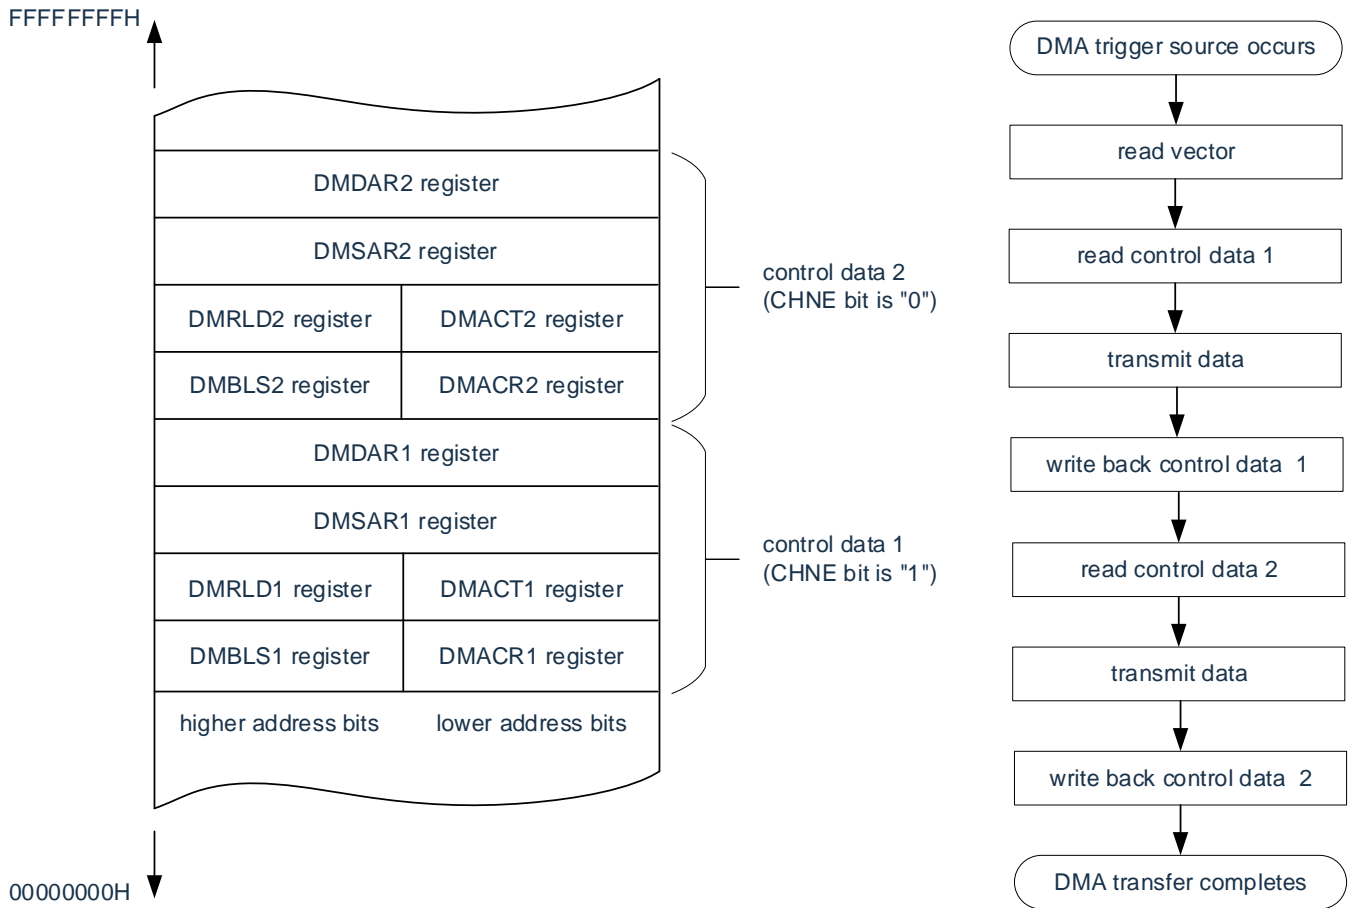 FFFFFFFFH
DMDAR2 register
DMSAR2 register
DMRLD2 register DMACT2 register
DMBLS2 register DMACR2 register
control data 2
(CHNE bit is "0")
DMDAR1 register
DMSAR1 register
DMRLD1 register DMACT1 register
DMBLS1 register DMACR1 register
control data 1
(CHNE bit is "1")
higher address bits lower address bits
00000000H
DMA trigger source occurs
read vector
read control data 1
transmit data
write back control data 1
read control data 2
transmit data
write back control data 2
DMA transfer completes